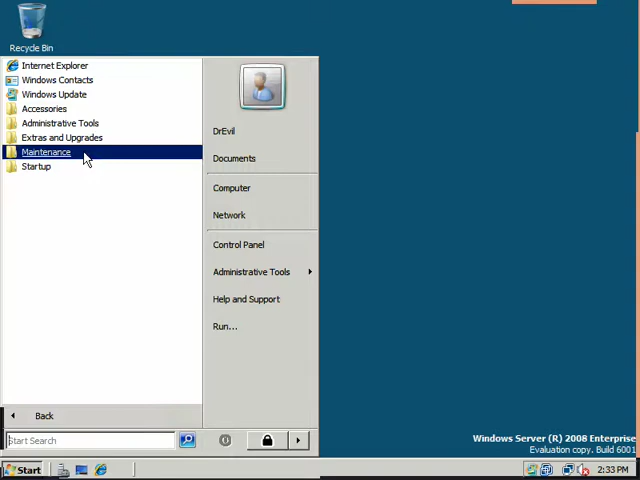 Recycle Bin
Internet Explorer
Windows Contacts
Windows Update
Accessories
Administrative Tools
Extras and Upgrades
Maintenance
Startup
Back
Start Search
DrEvil
Documents
Computer
Network
Control Panel
Administrative Tools
Help and Support
Run...
Windows Server (R) 2008 Enterprise
Evaluation copy. Build 6001
Start
2:33 PM